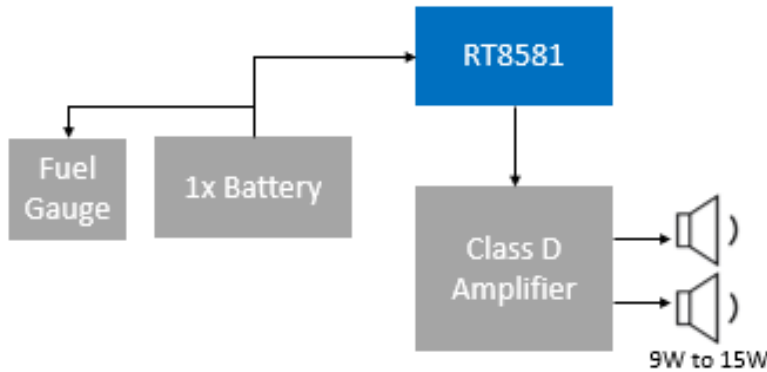 RT8581
Fuel
Gauge
1x Battery
Class D
Amplifier
9W to 15W